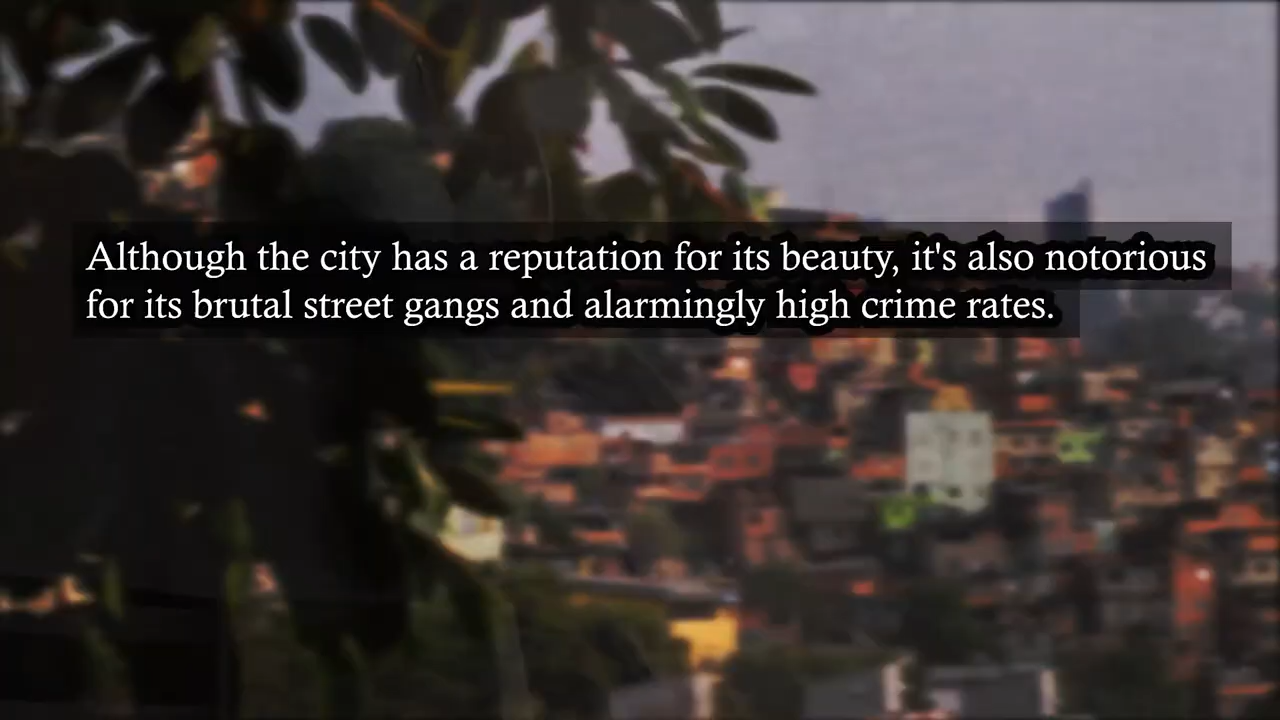 Although the city has a reputation for its beauty, it's also notorious
for its brutal street gangs and alarmingly high crime rates.